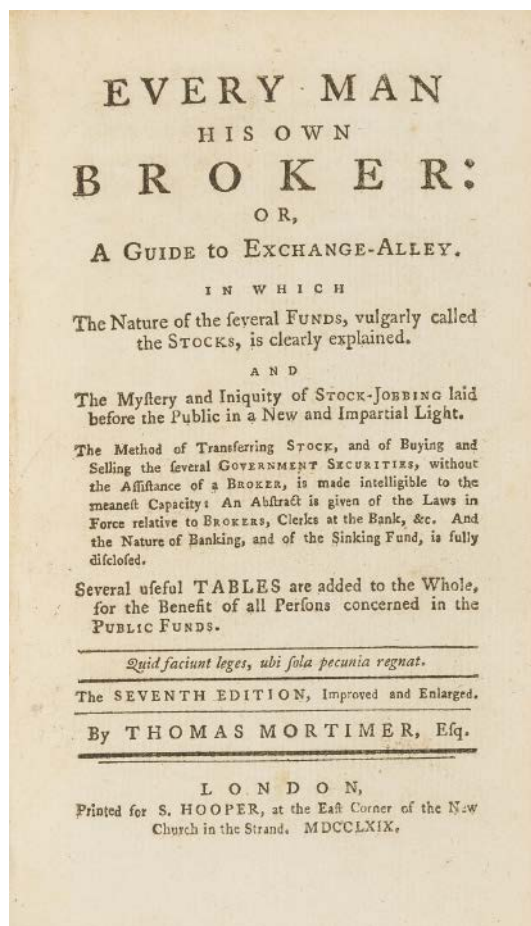 EVERY MAN
HIS OWN
BROKER:
OR,
A GUIDE to EXCHANGE-ALLEY.
IN WHICH
The Nature of the ſeveral FUNDS, vulgarly called
the STOCKS, is clearly explained.
AND
The Myſtery and Iniquity of STOCK-JOBBING laid
before the Public in a New and Impartial Light.
The Method of Transferring STOCK, and of Buying and
Selling the ſeveral GOVERNMENT SECURITIES, without
the Aſſiſtance of a BROKER, is made intelligible to the
meaneſt Capacity: An Abſtract is given of the Laws in
Force relative to BROKERS, Clerks at the Bank, &c. And
the Nature of Banking, and of the Sinking Fund, is fully
diſcloſed.
Several uſeful TABLES are added to the Whole,
for the Benefit of all Perſons concerned in the
PUBLIC FUNDS.
Quid faciunt leges, ubi ſola pecunia regnat.
The SEVENTH EDITION, Improved and Enlarged.
By THOMAS MORTIMER, Eſq.
LONDON,
Printed for S. HOOPER, at the Eaſt Corner of the New
Church in the Strand. MDCCLXIX.